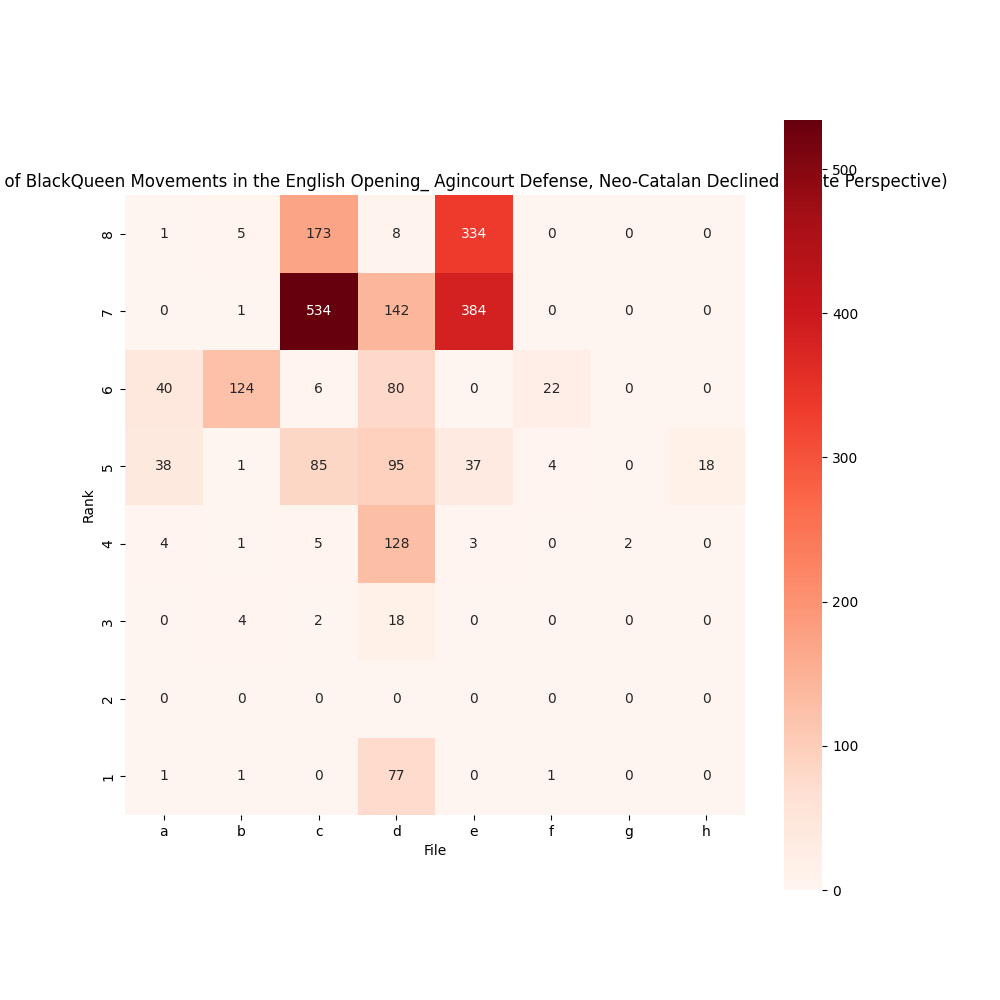 of BlackQueen Movements in the English Opening_ Agincourt Defense, Neo-Catalan Declined Perspective)
500
8 1 5 173 8 334 0 0 0
7 0 1 534 142 384 0 0 0
400
6 40 124 6 80 0 22 0 0
300
5 38 1 85 95 37 4 0 18
Rank
4 4 1 5 128 3 0 2 0
200
3 0 4 2 18 0 0 0 0
2 0 0 0 0 0 0 0 0
100
1 1 1 0 77 0 1 0 0
a b c d e f g h
File
0